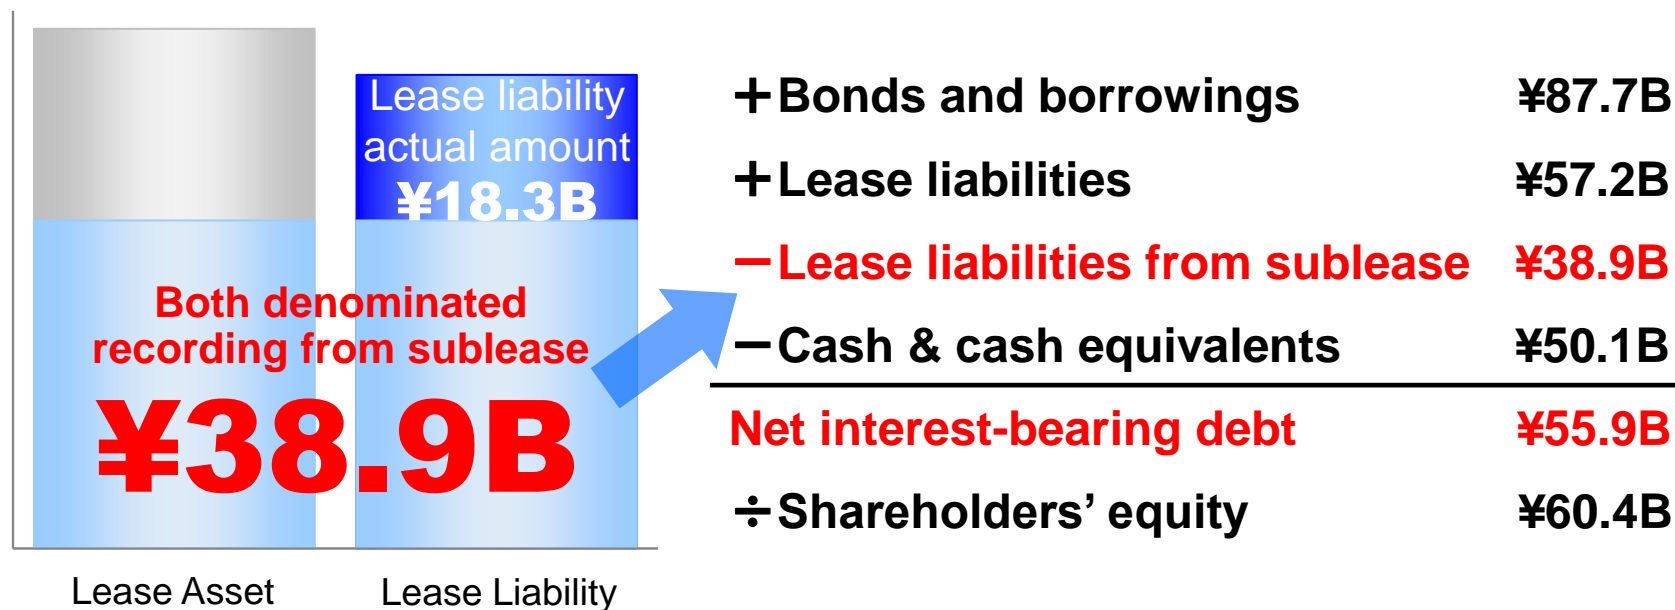 Lease liability
actual amount
¥18.3B
Both denominated
recording from sublease
¥38.9B
Lease Asset
Lease Liability
＋Bonds and borrowings ¥87.7B
＋Lease liabilities ¥57.2B
－Lease liabilities from sublease ¥38.9B
－Cash & cash equivalents ¥50.1B
Net interest-bearing debt ¥55.9B
÷Shareholders’ equity ¥60.4B